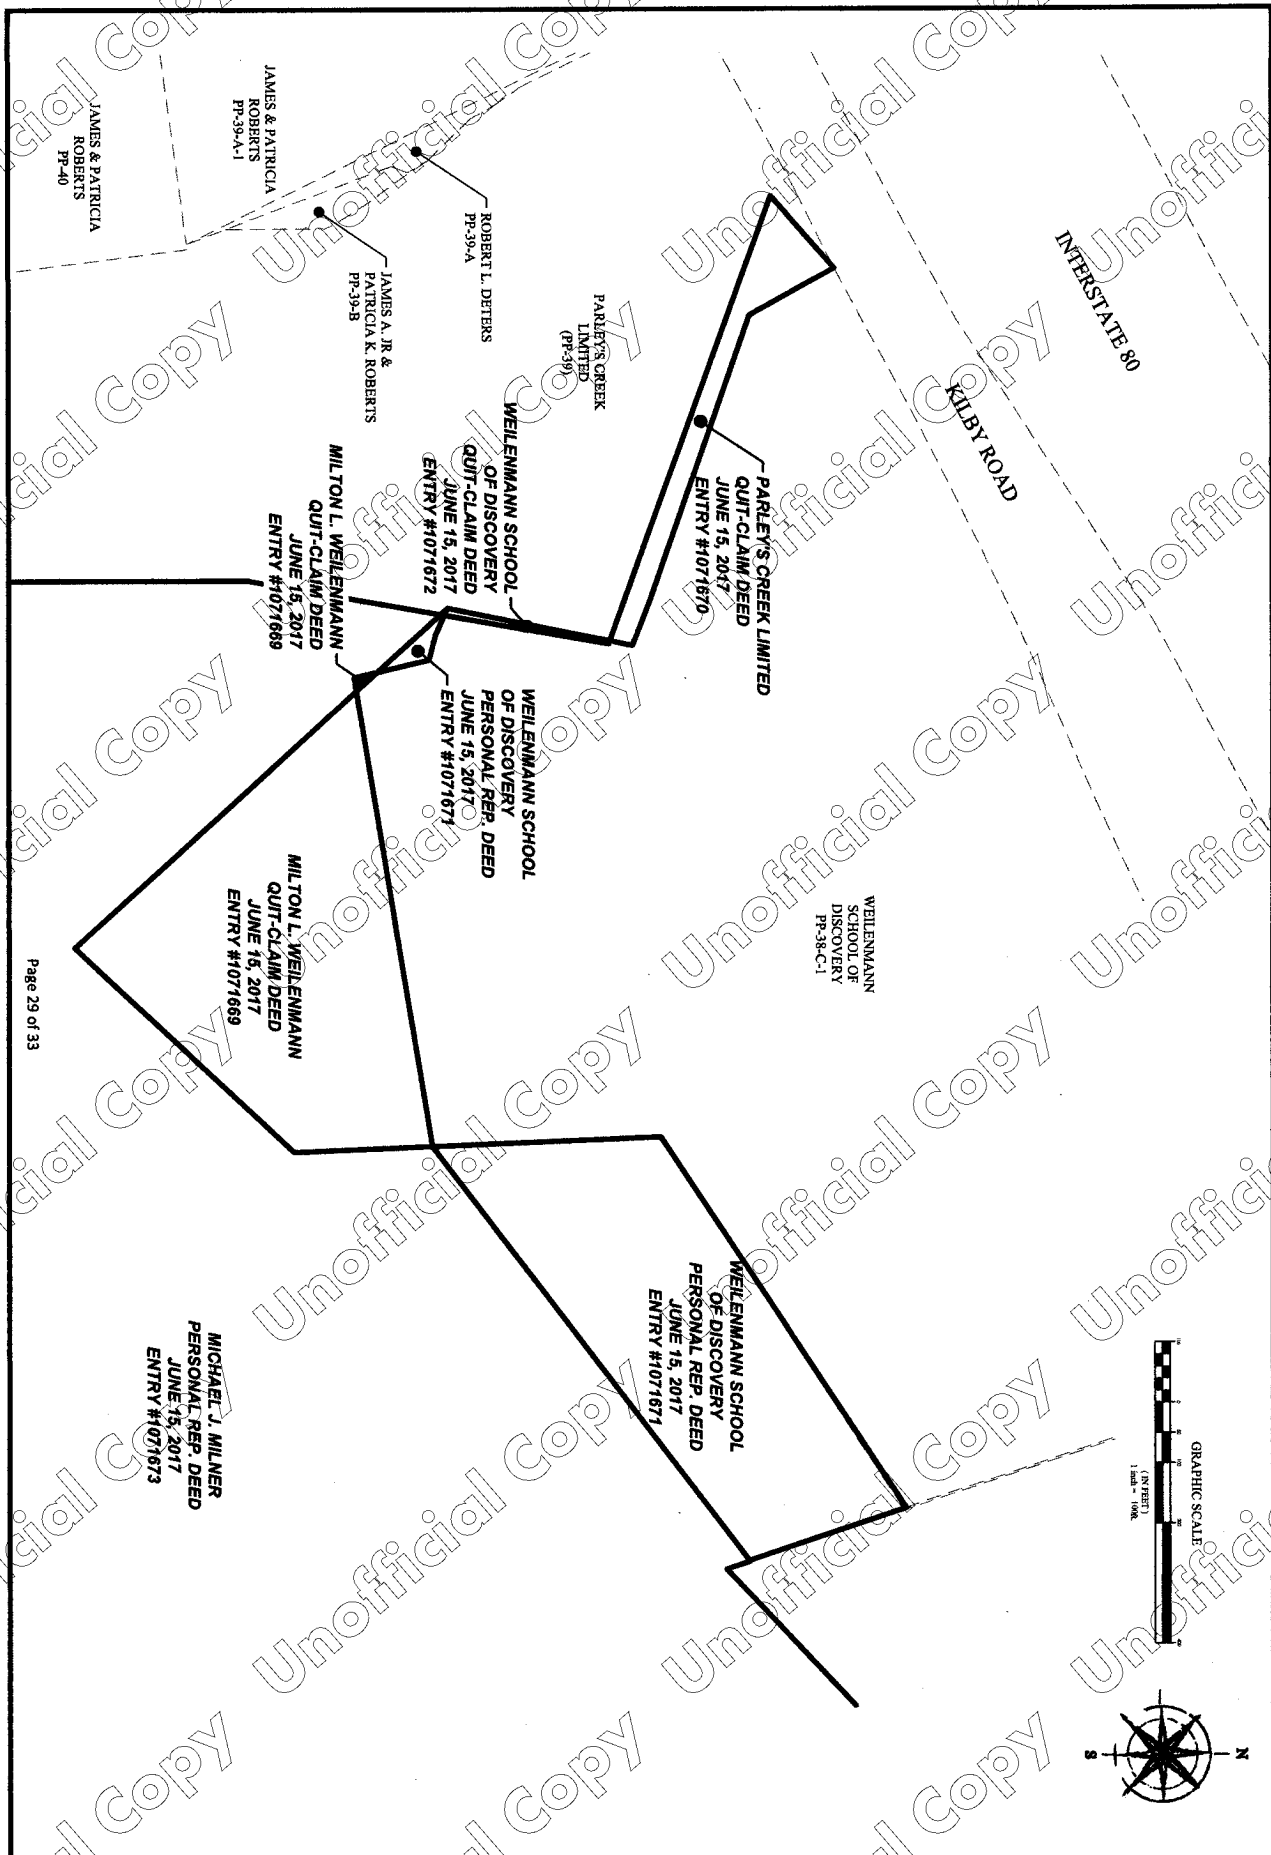 INTERSTATE 80
KILBY ROAD
GRAPHIC SCALE
( IN FEET )
1 inch = 100ft.
N
S
PARLEY'S CREEK LIMITED
QUIT-CLAIM DEED
JUNE 15, 2017
ENTRY #1071670
WEILENMANN
SCHOOL OF
DISCOVERY
PP-38-C-1
PARLEY'S CREEK
LIMITED
(PP-39)
WEILENMANN SCHOOL
OF DISCOVERY
QUIT-CLAIM DEED
JUNE 15, 2017
ENTRY #1071672
WEILENMANN SCHOOL
OF DISCOVERY
PERSONAL REP. DEED
JUNE 15, 2017
ENTRY #1071671
WEILENMANN SCHOOL
OF DISCOVERY
PERSONAL REP. DEED
JUNE 15, 2017
ENTRY #1071671
ROBERT L. DETERS
PP-39-A
JAMES A. JR &
PATRICIA K. ROBERTS
PP-39-B
JAMES & PATRICIA
ROBERTS
PP-39-A-1
JAMES & PATRICIA
ROBERTS
PP-40
MILTON L. WEILENMANN
QUIT-CLAIM DEED
JUNE 15, 2017
ENTRY #1071669
MILTON L. WEILENMANN
QUIT-CLAIM DEED
JUNE 15, 2017
ENTRY #1071669
MICHAEL J. MILNER
PERSONAL REP. DEED
JUNE 15, 2017
ENTRY #1071673
Page 29 of 33
Unofficial Copy